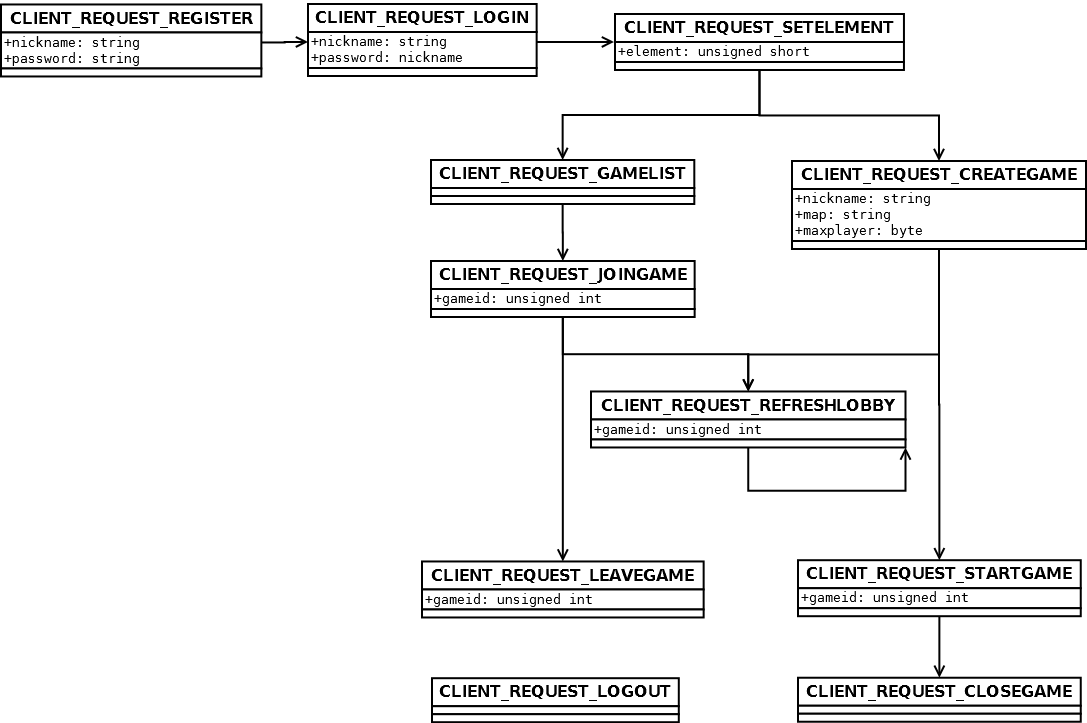 CLIENT_REQUEST_REGISTER
+nickname: string
+password: string
CLIENT_REQUEST_LOGIN
+nickname: string
+password: nickname
CLIENT_REQUEST_SETELEMENT
+element: unsigned short
CLIENT_REQUEST_GAMELIST
CLIENT_REQUEST_CREATEGAME
+nickname: string
+map: string
+maxplayer: byte
CLIENT_REQUEST_JOINGAME
+gameid: unsigned int
CLIENT_REQUEST_REFRESHLOBBY
+gameid: unsigned int
CLIENT_REQUEST_LEAVEGAME
+gameid: unsigned int
CLIENT_REQUEST_STARTGAME
+gameid: unsigned int
CLIENT_REQUEST_LOGOUT
CLIENT_REQUEST_CLOSEGAME